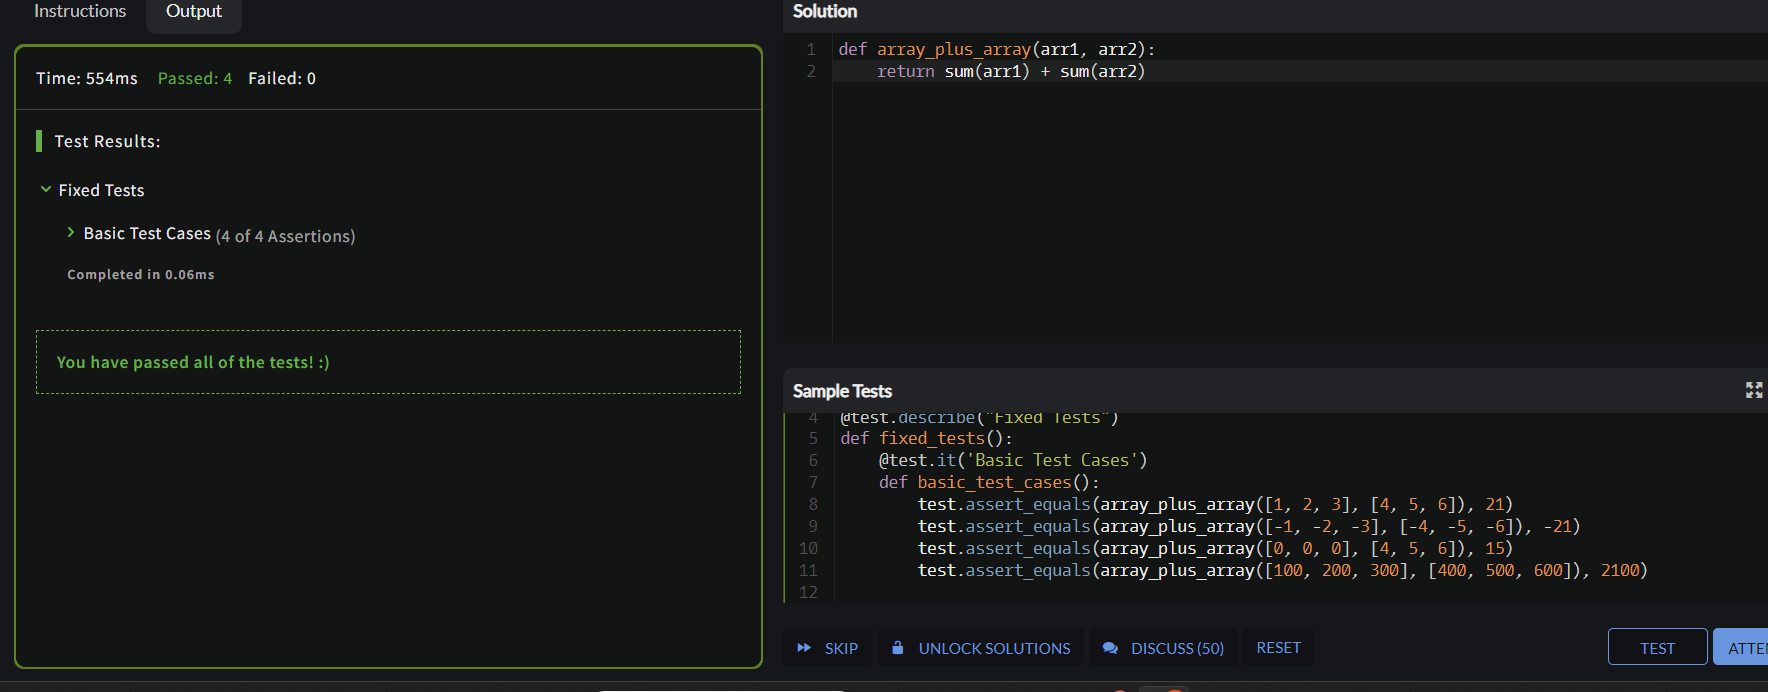 Instructions
Output
Time: 554ms Passed: 4 Failed: 0
Test Results:
Fixed Tests
Basic Test Cases (4 of 4 Assertions)
Completed in 0.06ms
You have passed all of the tests! :)
Solution
1 def array_plus_array(arr1, arr2):
2     return sum(arr1) + sum(arr2)
Sample Tests
4 @test.describe("Fixed Tests")
5 def fixed_tests():
6     @test.it('Basic Test Cases')
7     def basic_test_cases():
8         test.assert_equals(array_plus_array([1, 2, 3], [4, 5, 6]), 21)
9         test.assert_equals(array_plus_array([-1, -2, -3], [-4, -5, -6]), -21)
10         test.assert_equals(array_plus_array([0, 0, 0], [4, 5, 6]), 15)
11         test.assert_equals(array_plus_array([100, 200, 300], [400, 500, 600]), 2100)
12
SKIP UNLOCK SOLUTIONS DISCUSS (50) RESET TEST ATTE